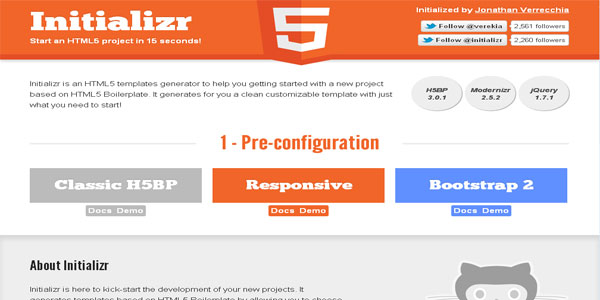 Initializr
Start an HTML5 project in 15 seconds!
5
Initialized by Jonathan Verrecchia
Follow @verekia 2,561 followers
Follow @initializr 2,260 followers
Initializr is an HTML5 templates generator to help you getting started with a new project
based on HTML5 Boilerplate. It generates for you a clean customizable template with just
what you need to start!
H5BP
3.0.1
Modernizr
2.5.2
jQuery
1.7.1
1 - Pre-configuration
Classic H5BP
Docs Demo
Responsive
Docs Demo
Bootstrap 2
Docs Demo
About Initializr
Initializr is here to kick-start the development of your new projects. It
generates templates based on HTML5 Boilerplate by allowing you to choose